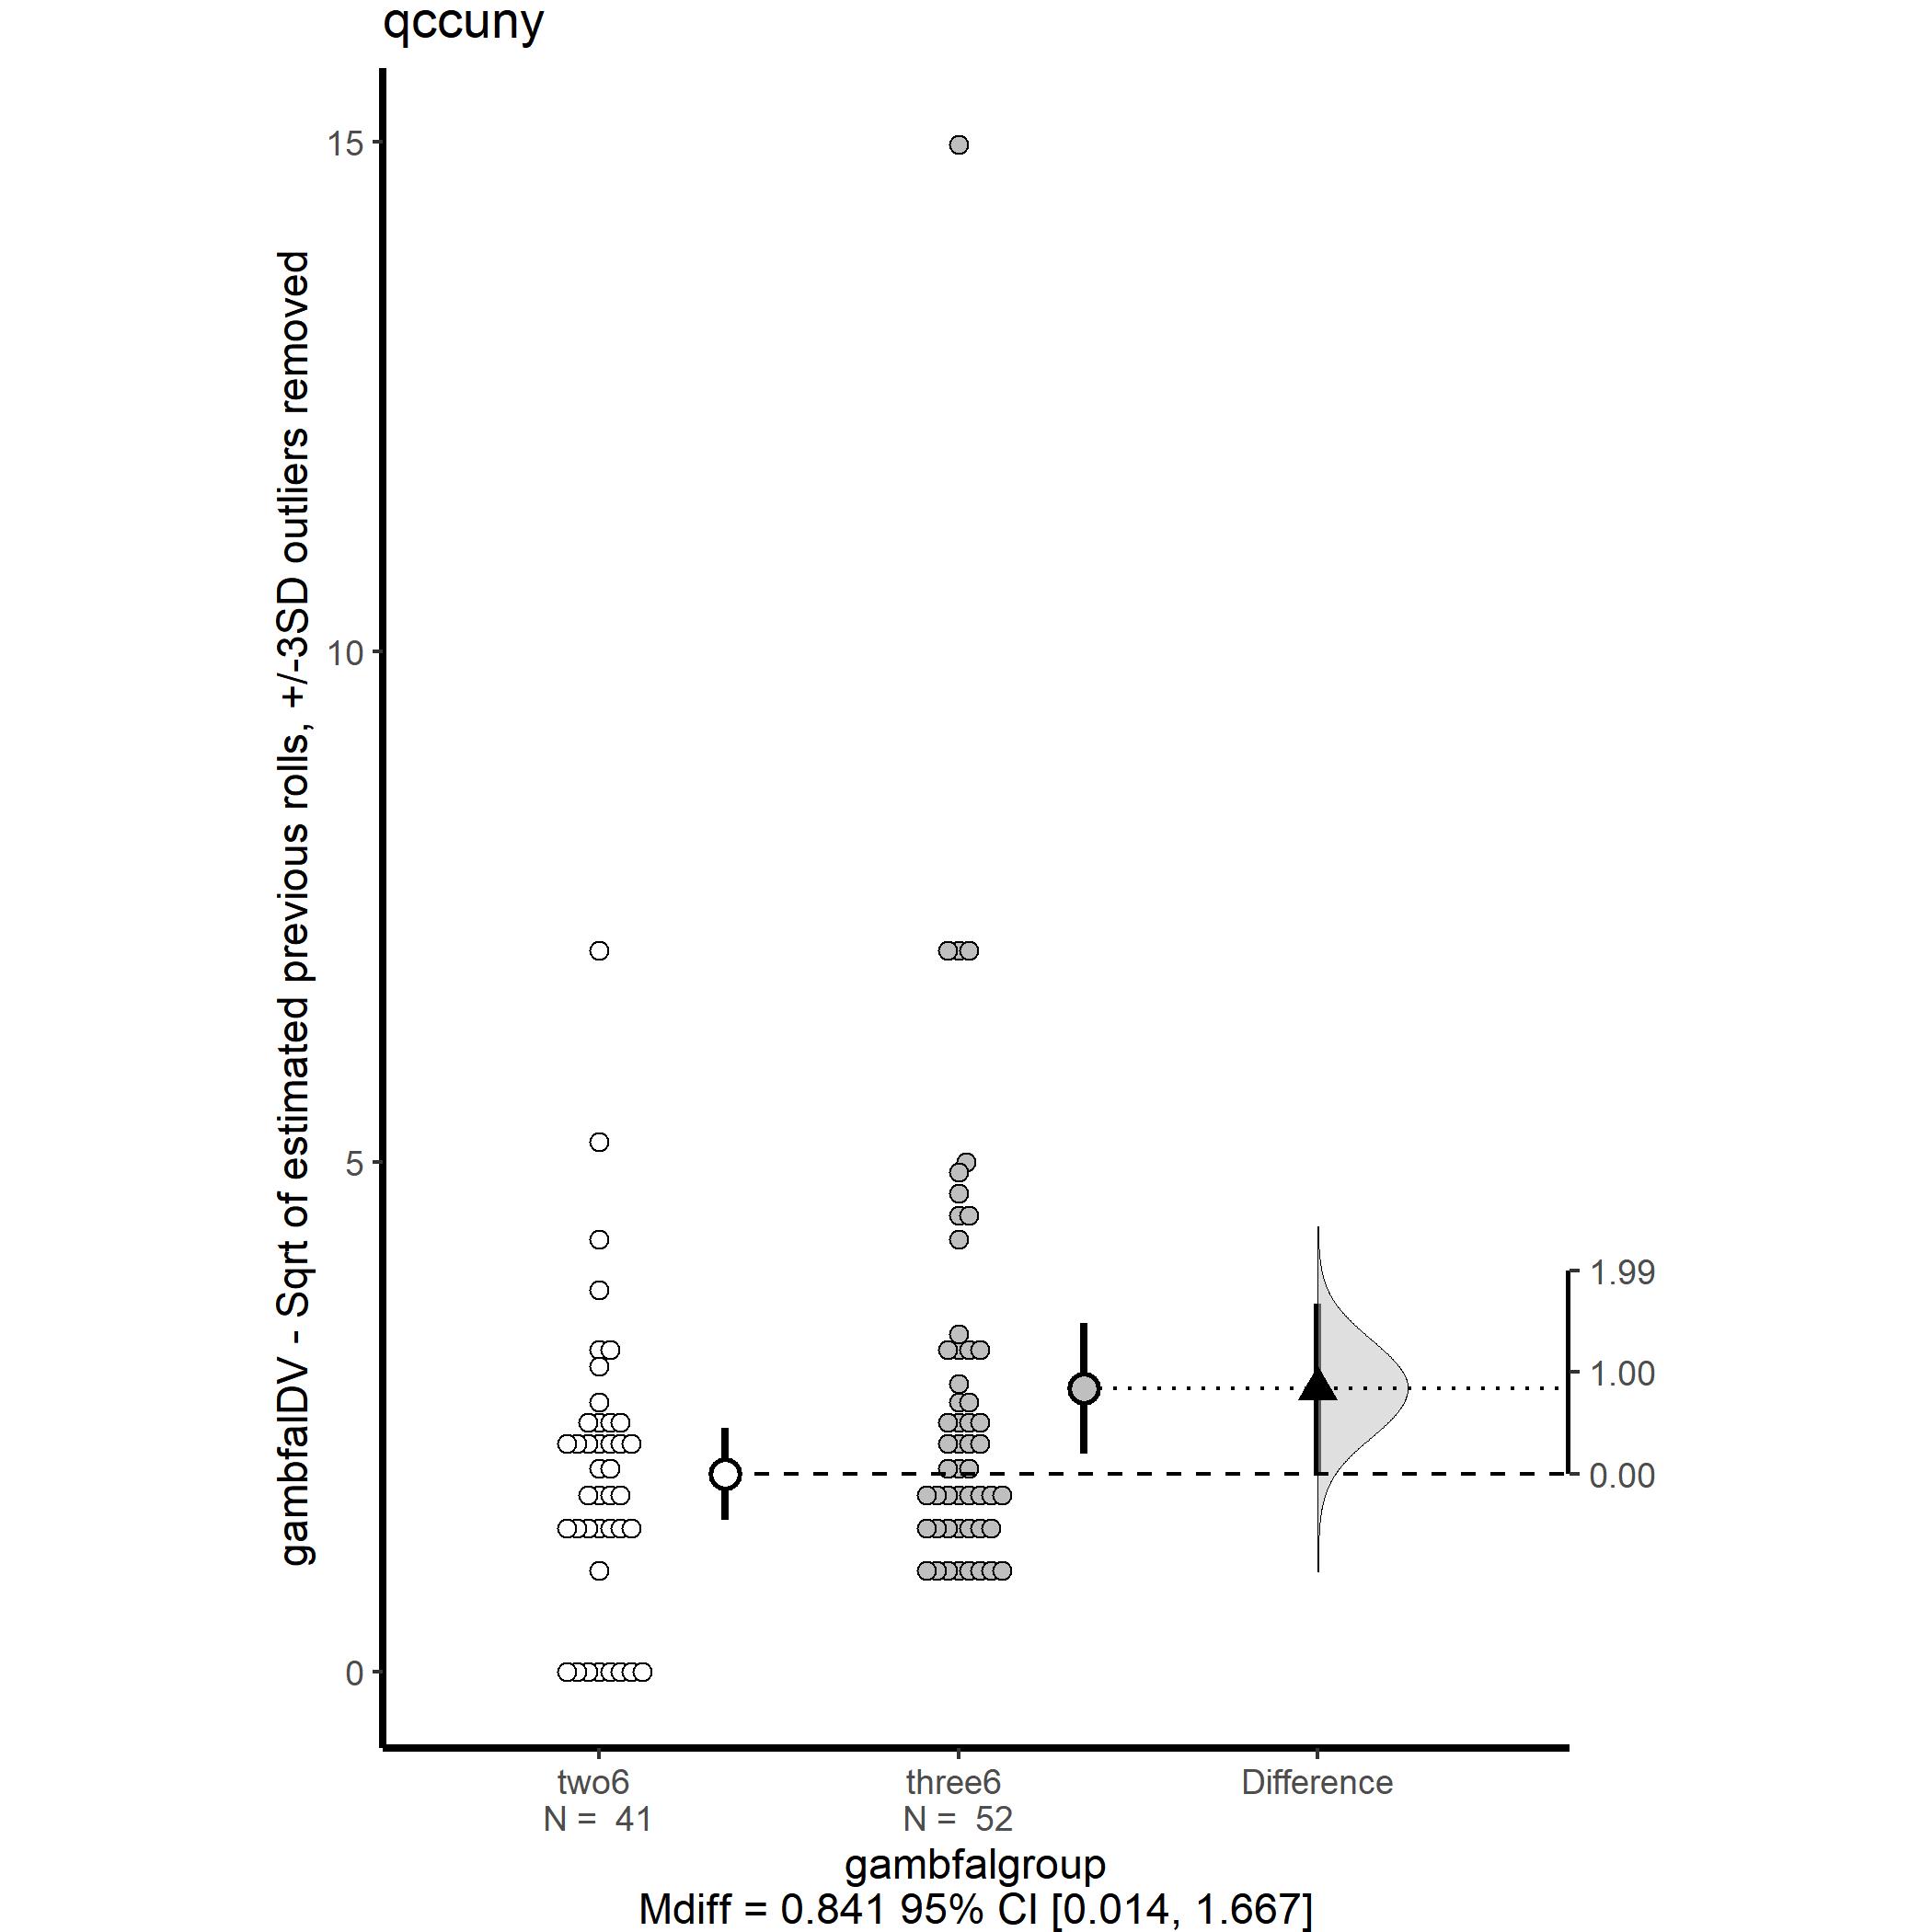 qccuny
gambfalDV - Sqrt of estimated previous rolls, +/-3SD outliers removed
15
10
5
0
1.99
1.00
0.00
two6
N =  41
three6
N =  52
Difference
gambfalgroup
Mdiff = 0.841 95% CI [0.014, 1.667]